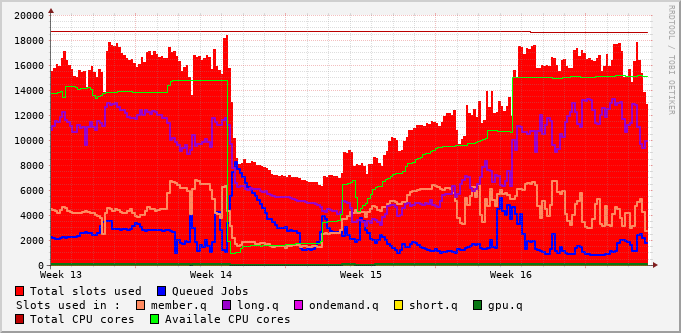 20000
18000
16000
14000
12000
10000
8000
6000
4000
2000
0
Week 13 Week 14 Week 15 Week 16
RRDTOOL / TOBI OETIKER
Total slots used Queued Jobs
Slots used in : member.q long.q ondemand.q short.q gpu.q
Total CPU cores Availale CPU cores